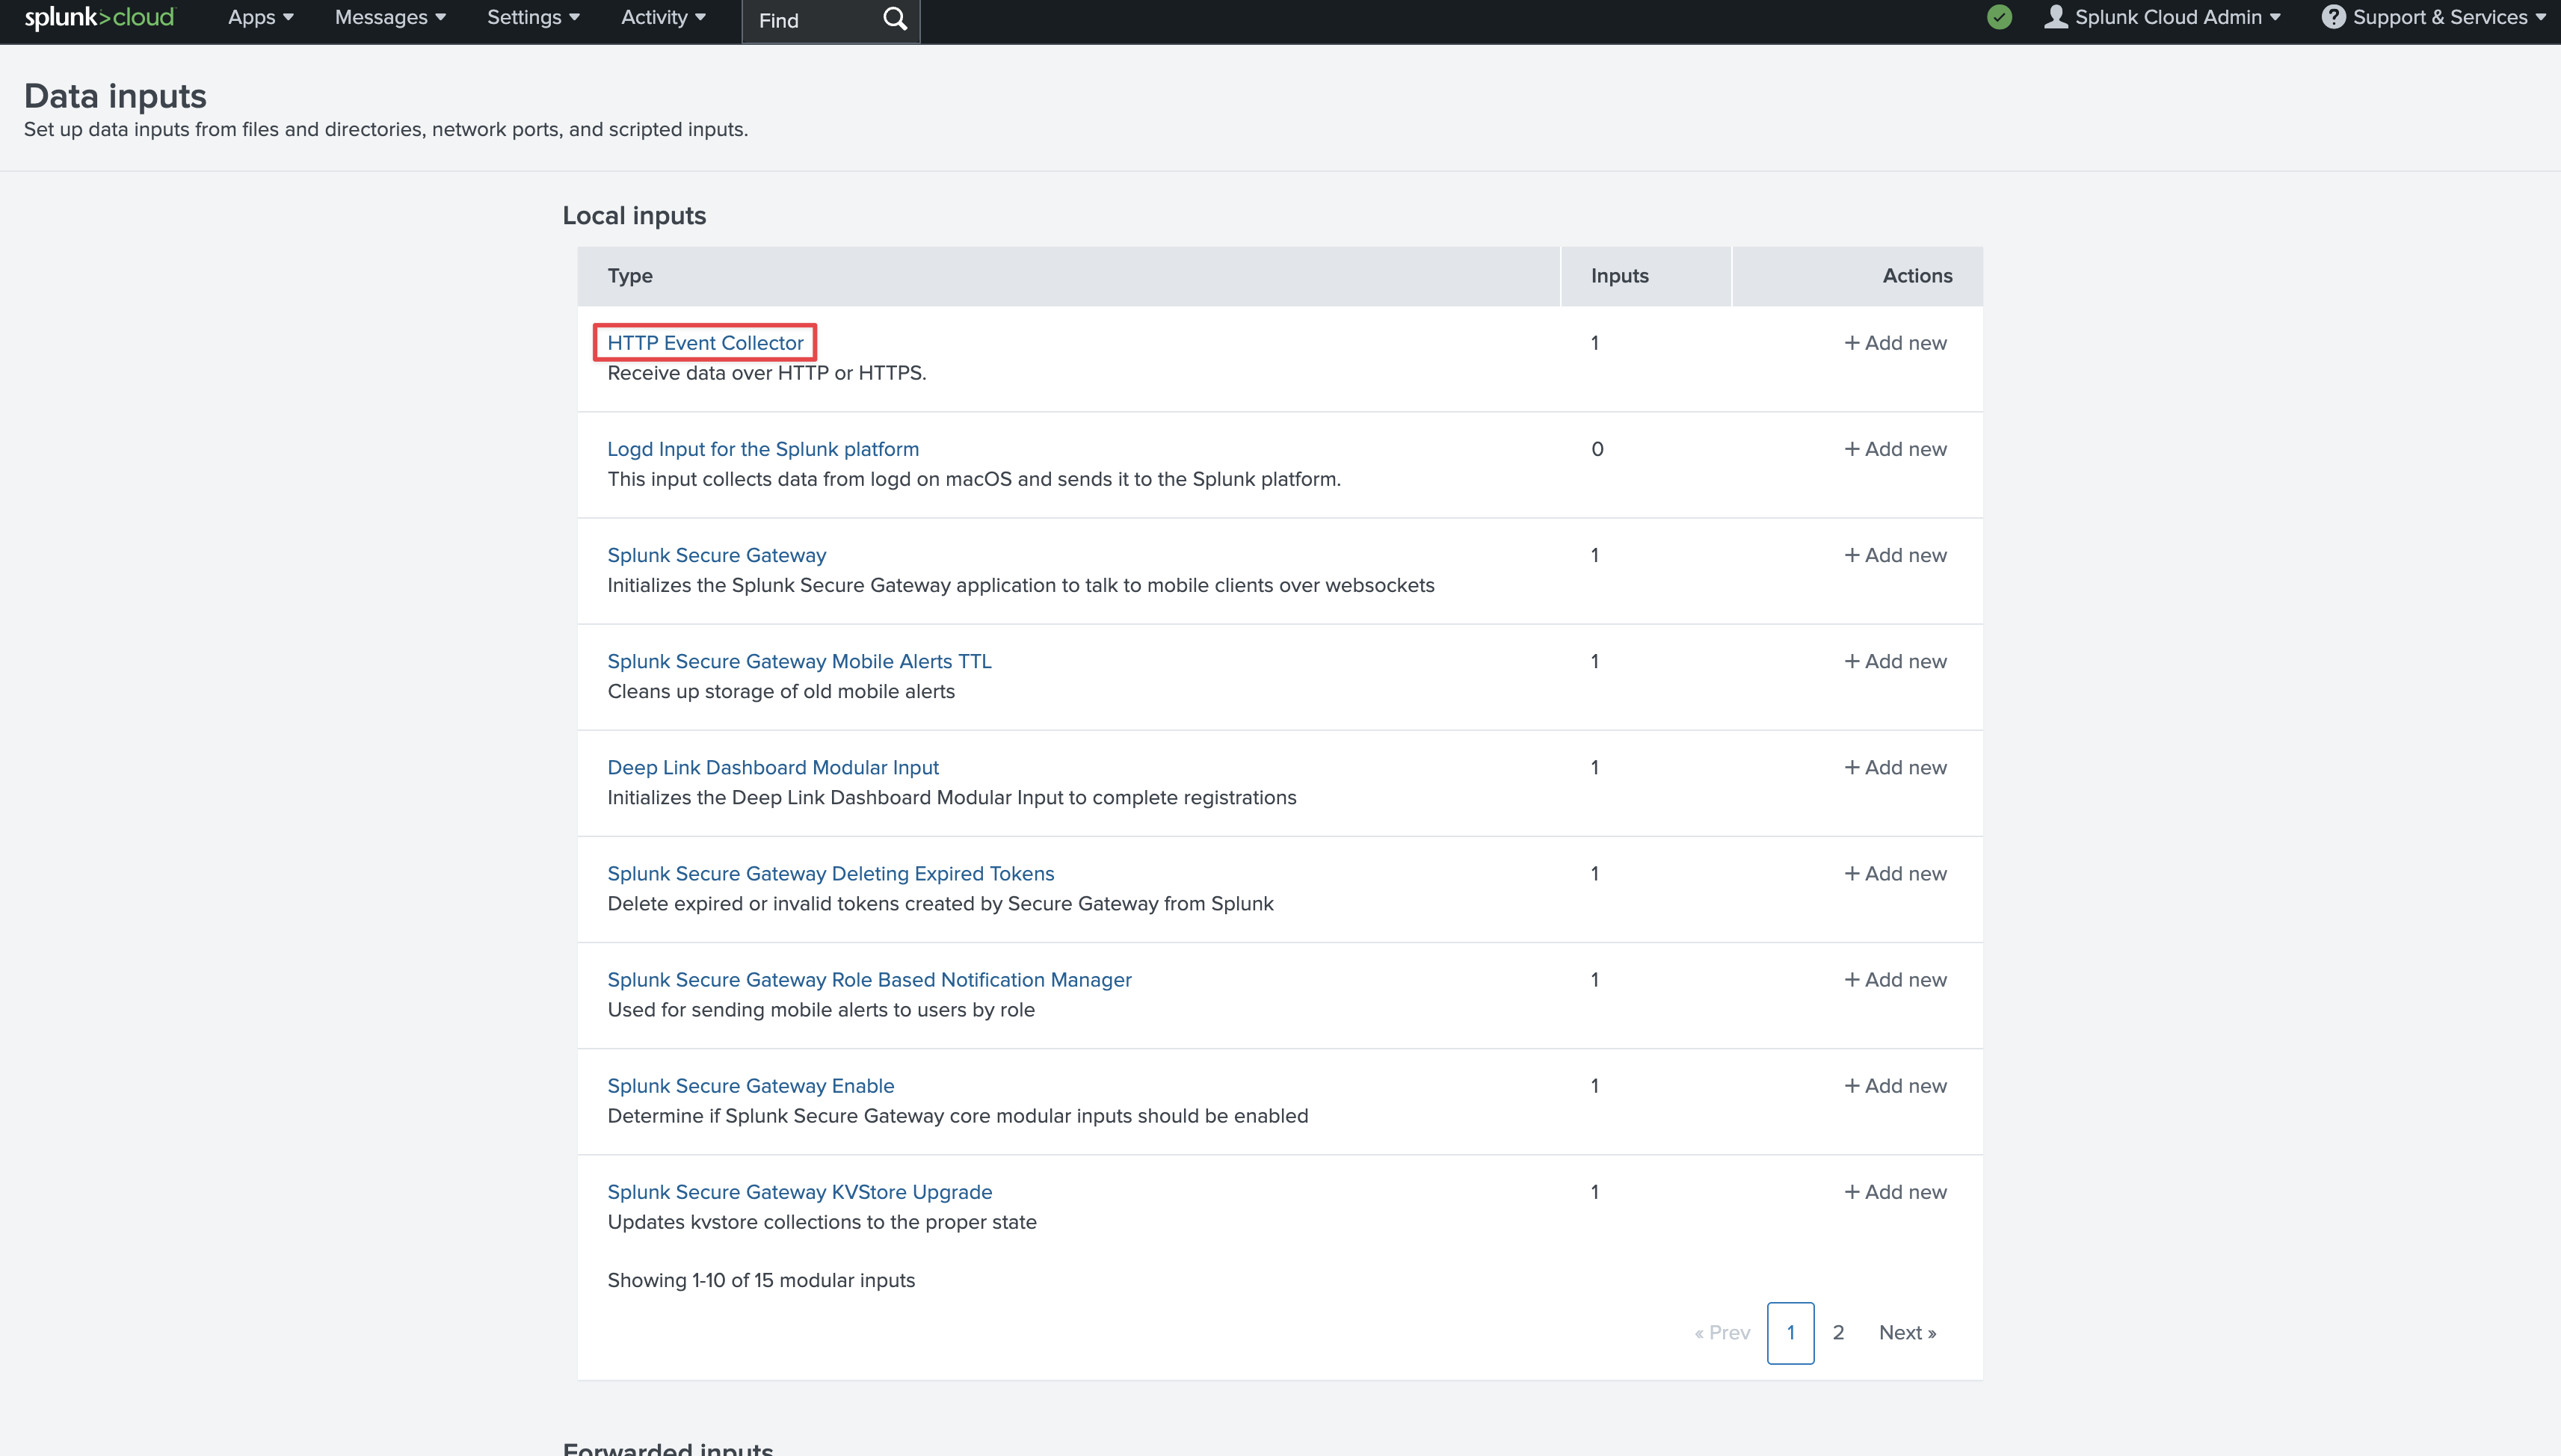 splunk>cloud Apps Messages Settings Activity Find Splunk Cloud Admin ? Support & Services
Data inputs
Set up data inputs from files and directories, network ports, and scripted inputs.
Local inputs
Type Inputs Actions
HTTP Event Collector 1 + Add new
Receive data over HTTP or HTTPS.
Logd Input for the Splunk platform 0 + Add new
This input collects data from logd on macOS and sends it to the Splunk platform.
Splunk Secure Gateway 1 + Add new
Initializes the Splunk Secure Gateway application to talk to mobile clients over websockets
Splunk Secure Gateway Mobile Alerts TTL 1 + Add new
Cleans up storage of old mobile alerts
Deep Link Dashboard Modular Input 1 + Add new
Initializes the Deep Link Dashboard Modular Input to complete registrations
Splunk Secure Gateway Deleting Expired Tokens 1 + Add new
Delete expired or invalid tokens created by Secure Gateway from Splunk
Splunk Secure Gateway Role Based Notification Manager 1 + Add new
Used for sending mobile alerts to users by role
Splunk Secure Gateway Enable 1 + Add new
Determine if Splunk Secure Gateway core modular inputs should be enabled
Splunk Secure Gateway KVStore Upgrade 1 + Add new
Updates kvstore collections to the proper state
Showing 1-10 of 15 modular inputs
« Prev 1 2 Next »
Forwarded inputs